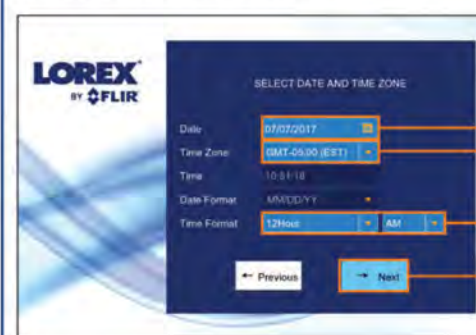 LOREX
BY FLIR
SELECT DATE AND TIME ZONE
Date 07/07/2017
Time Zone GMT-05:00 (EST)
Time 10:51:18
Date Format MM/DD/YY
Time Format 12Hour AM
← Previous → Next